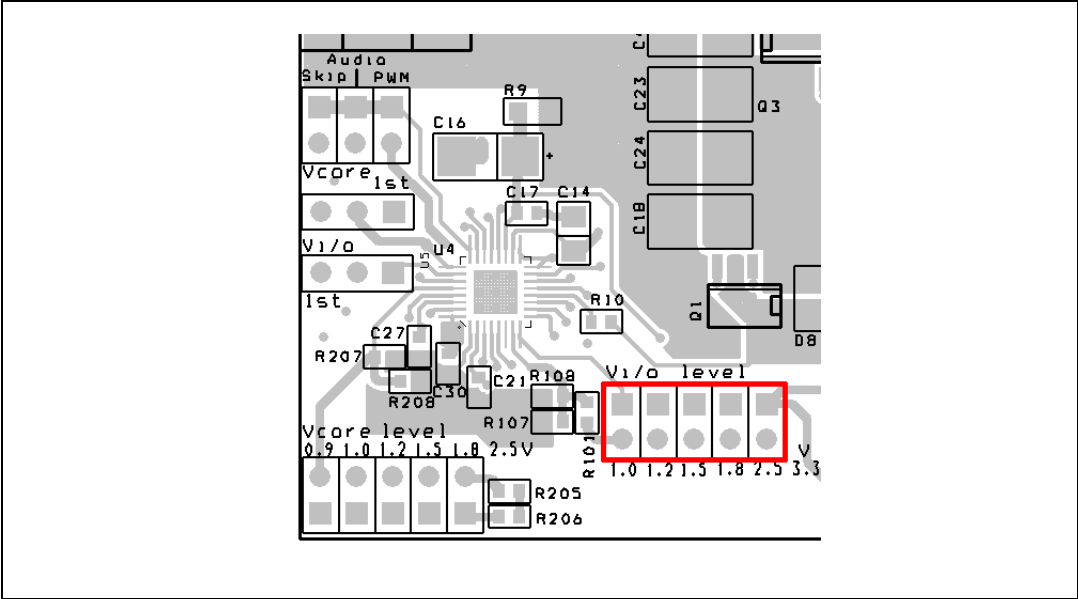 Audio
Skip | PWM
R9
C23
Q3
C16
+
C24
Vcore
1st
C17
C14
C18
Vi/o
U4
U5
1st
R10
Q1
C27
D8
R207
Vi/o level
C30
C21
R108
R208
R107
R101
Vcore level
0.9 1.0 1.2 1.5 1.8 2.5V
V
1.0 1.2 1.5 1.8 2.5 3.3
R205
R206